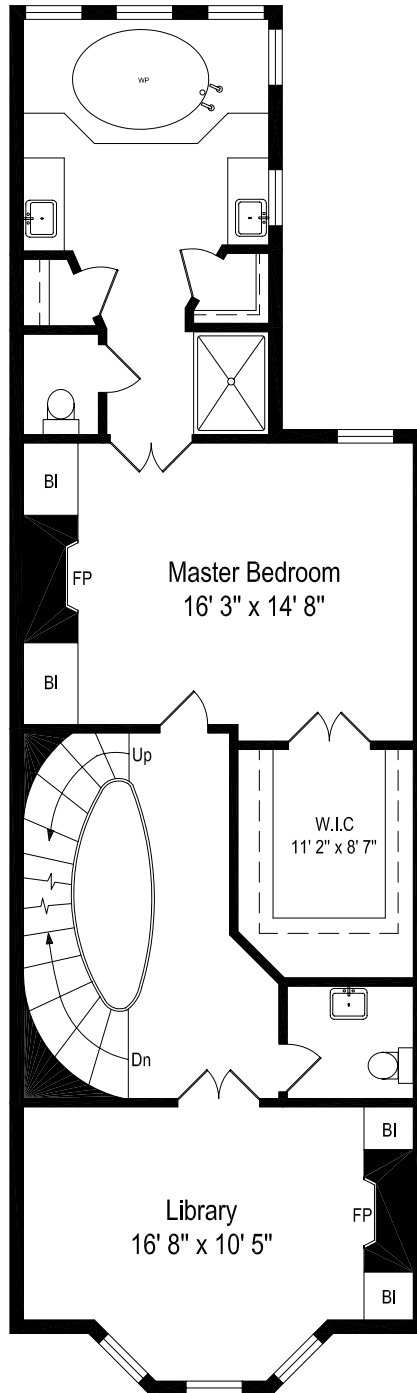 WP
BI
FP
Master Bedroom
16' 3" x 14' 8"
BI
Up
W.I.C
11' 2" x 8' 7"
Dn
BI
Library
FP
16' 8" x 10' 5"
BI